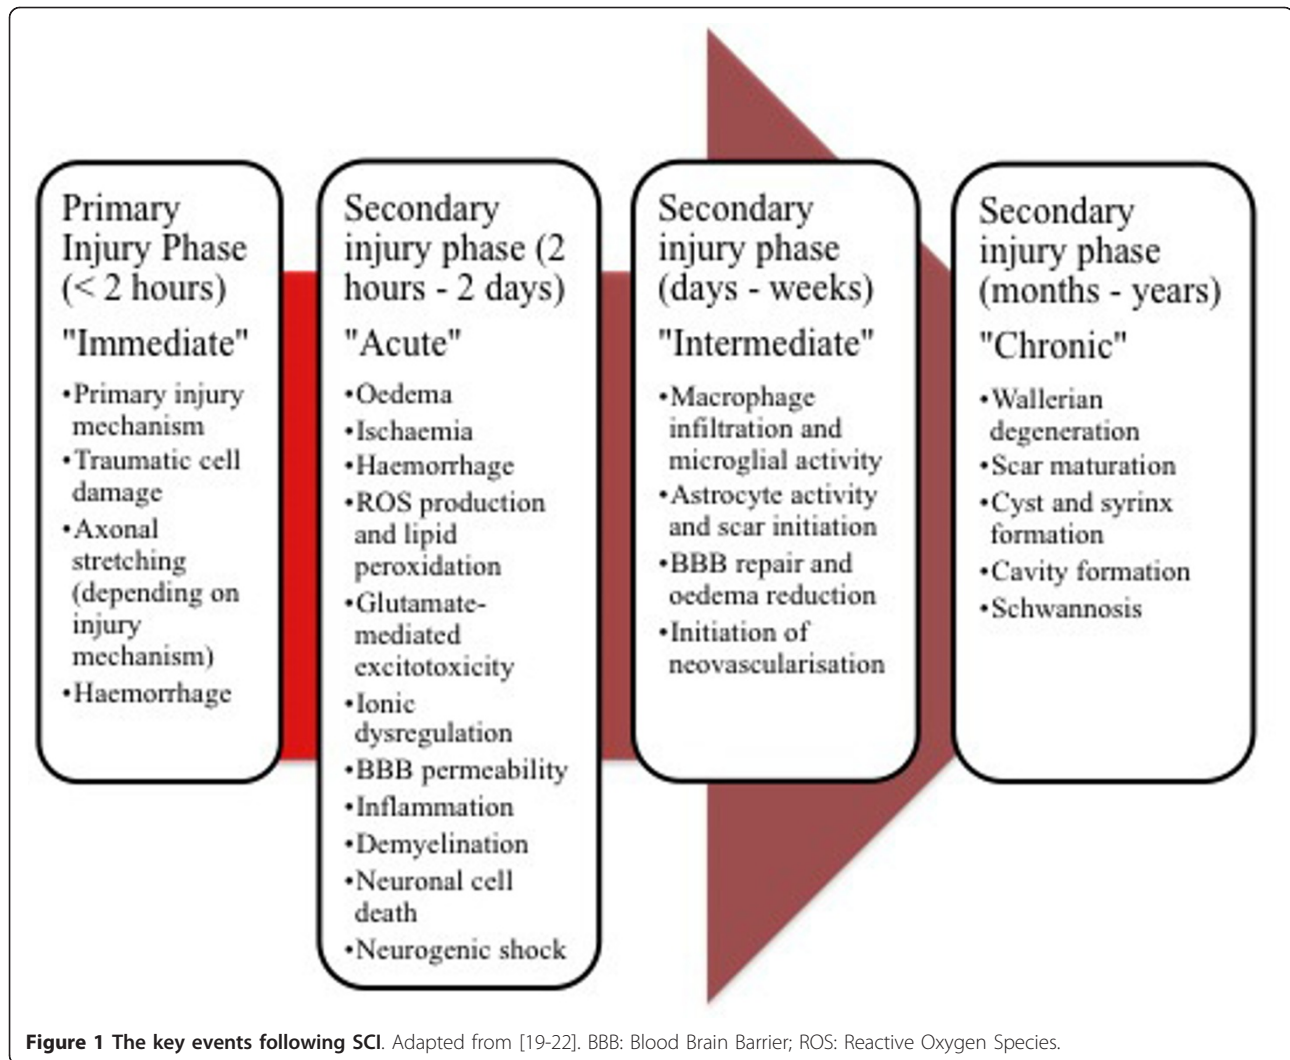 Primary
Injury Phase
(< 2 hours)
"Immediate"
•Primary injury
mechanism
•Traumatic cell
damage
•Axonal
stretching
(depending on
injury
mechanism)
•Haemorrhage
Secondary
injury phase (2
hours - 2 days)
"Acute"
•Oedema
•Ischaemia
•Haemorrhage
•ROS production
and lipid
peroxidation
•Glutamate-
mediated
excitotoxicity
•Ionic
dysregulation
•BBB permeability
•Inflammation
•Demyelination
•Neuronal cell
death
•Neurogenic shock
Secondary
injury phase
(days - weeks)
"Intermediate"
•Macrophage
infiltration and
microglial activity
•Astrocyte activity
and scar initiation
•BBB repair and
oedema reduction
•Initiation of
neovascularisation
Secondary
injury phase
(months - years)
"Chronic"
•Wallerian
degeneration
•Scar maturation
•Cyst and syrinx
formation
•Cavity formation
•Schwannosis
Figure 1 The key events following SCI. Adapted from [19-22]. BBB: Blood Brain Barrier; ROS: Reactive Oxygen Species.